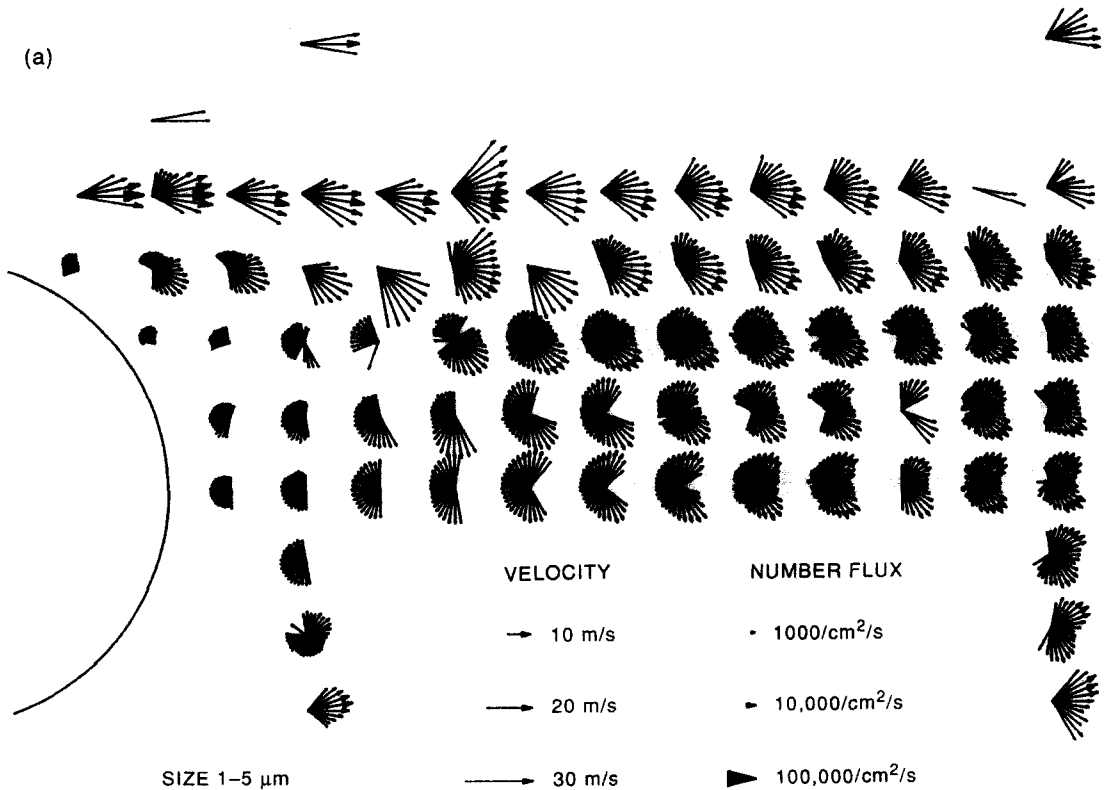 (a)
VELOCITY NUMBER FLUX
10 m/s 1000/cm²/s
20 m/s 10,000/cm²/s
SIZE 1–5 μm 30 m/s 100,000/cm²/s